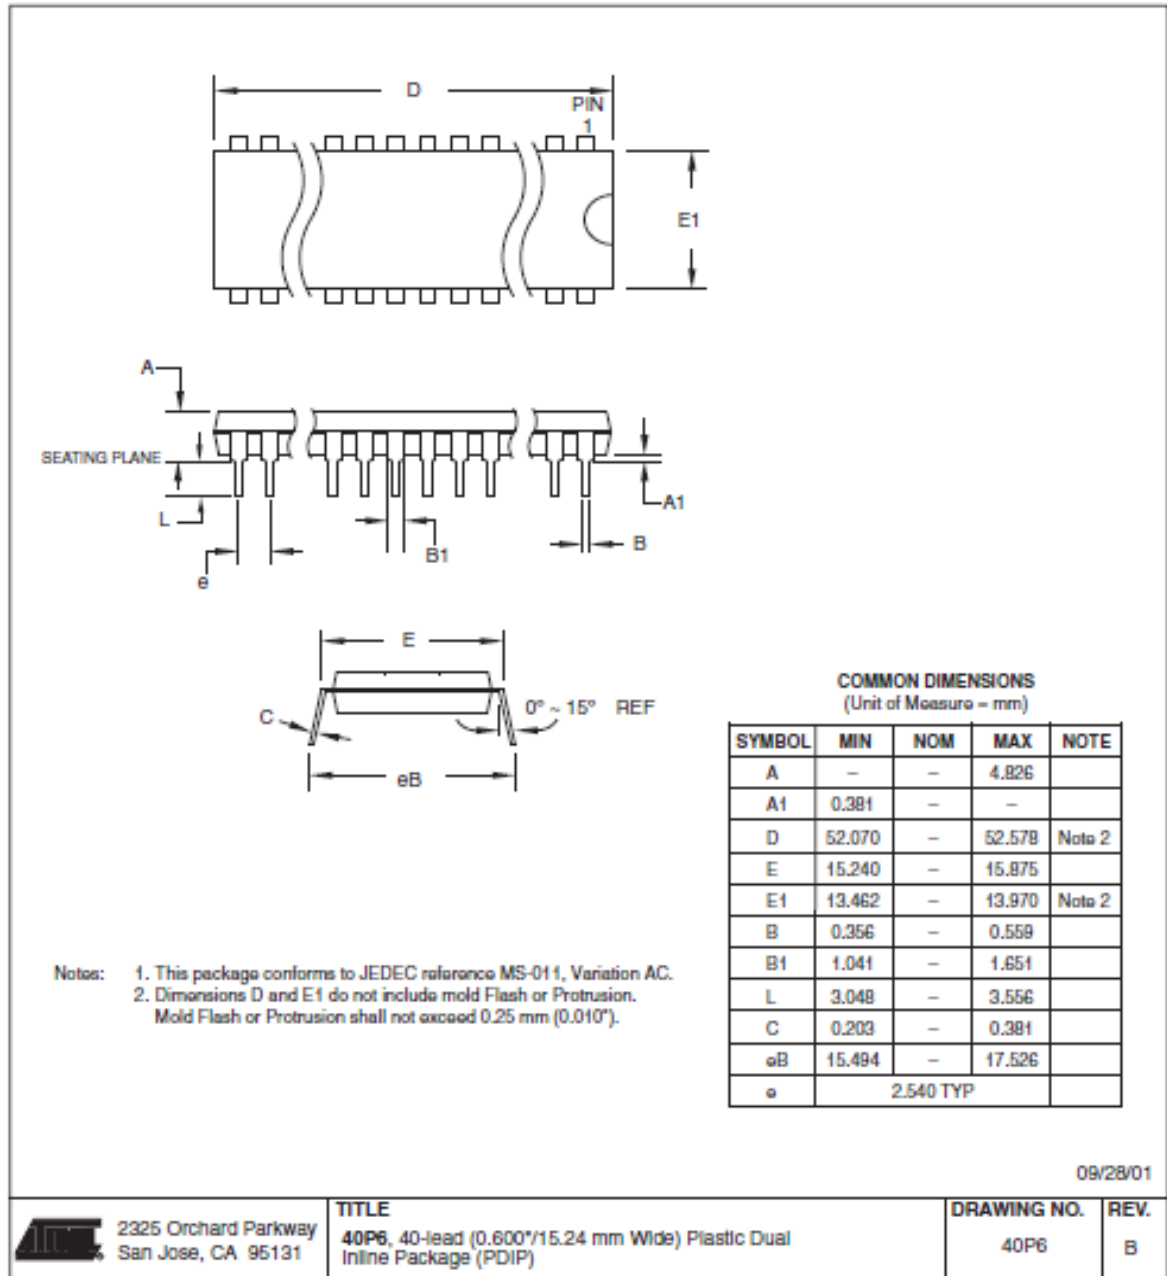 D
PIN
1
E1
A
SEATING PLANE
L
e
B1
A1
B
E
C
0° ~ 15° REF
eB
COMMON DIMENSIONS
(Unit of Measure – mm)
SYMBOL MIN NOM MAX NOTE
A – – 4.826
A1 0.381 – –
D 52.070 – 52.578 Note 2
E 15.240 – 15.875
E1 13.462 – 13.970 Note 2
B 0.356 – 0.559
B1 1.041 – 1.651
L 3.048 – 3.556
C 0.203 – 0.381
eB 15.494 – 17.526
e 2.540 TYP
Notes: 1. This package conforms to JEDEC reference MS-011, Variation AC.
2. Dimensions D and E1 do not include mold Flash or Protrusion.
Mold Flash or Protrusion shall not exceed 0.25 mm (0.010").
09/28/01
2325 Orchard Parkway
San Jose, CA 95131
TITLE
40P6, 40-lead (0.600"/15.24 mm Wide) Plastic Dual
Inline Package (PDIP)
DRAWING NO.
40P6
REV.
B